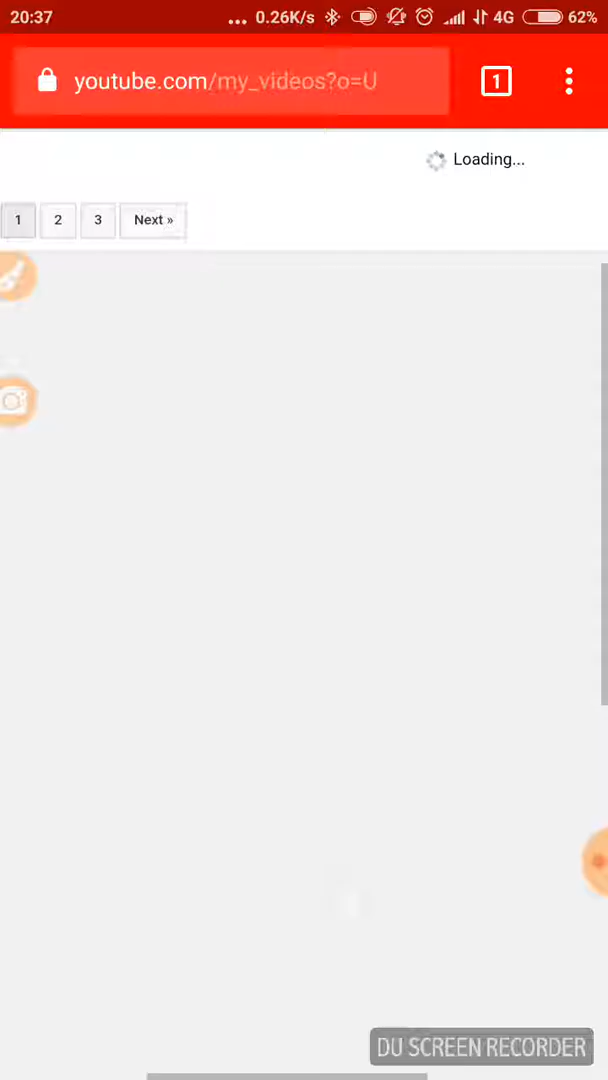 20:37 ... 0.26K/s 4G 62%
youtube.com/my_videos?o=U 1
Loading...
1 2 3 Next »
DU SCREEN RECORDER